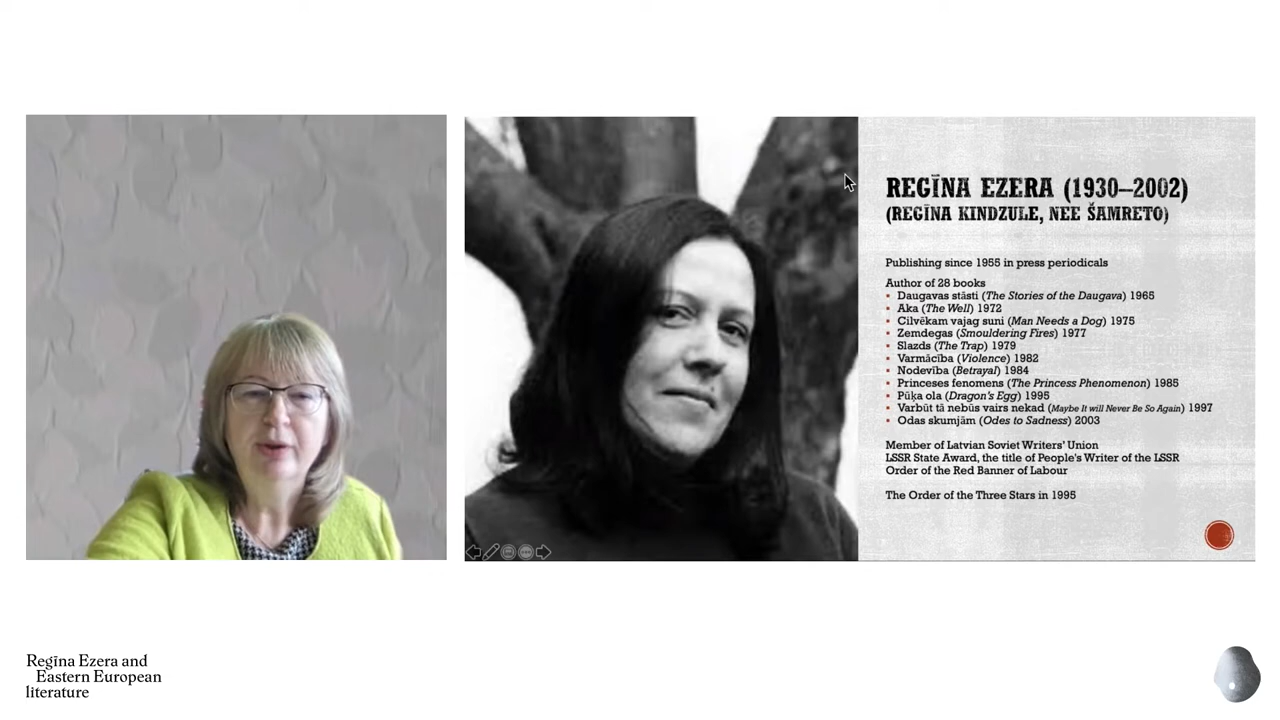 REGĪNA EZERA (1930–2002)
(REGĪNA KINDZULE, NEE ŠAMRETO)
Publishing since 1955 in press periodicals
Author of 28 books
▪ Daugavas stāsti (The Stories of the Daugava) 1965
▪ Aka (The Well) 1972
▪ Cilvēkam vajag suni (Man Needs a Dog) 1975
▪ Zemdegas (Smouldering Fires) 1977
▪ Slazds (The Trap) 1979
▪ Varmācība (Violence) 1982
▪ Nodevība (Betrayal) 1984
▪ Princeses fenomens (The Princess Phenomenon) 1985
▪ Pūķa ola (Dragon's Egg) 1995
▪ Varbūt tā nebūs vairs nekad (Maybe It will Never Be So Again) 1997
▪ Odas skumjām (Odes to Sadness) 2003
Member of Latvian Soviet Writers' Union
LSSR State Award, the title of People's Writer of the LSSR
Order of the Red Banner of Labour
The Order of the Three Stars in 1995
Regīna Ezera and
Eastern European
literature